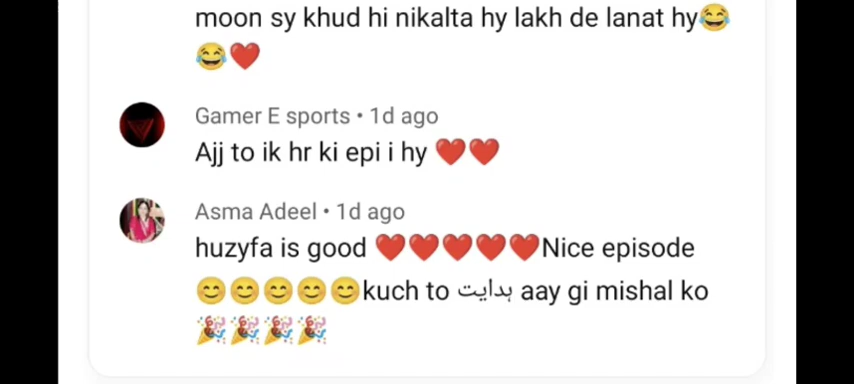 moon sy khud hi nikalta hy lakh de lanat hy😂
😂❤️
Gamer E sports • 1d ago
Ajj to ik hr ki epi i hy ❤️❤️
Asma Adeel • 1d ago
huzyfa is good ❤️❤️❤️❤️❤️Nice episode
😊😊😊😊😊kuch to ہدایت aay gi mishal ko
🎉🎉🎉🎉